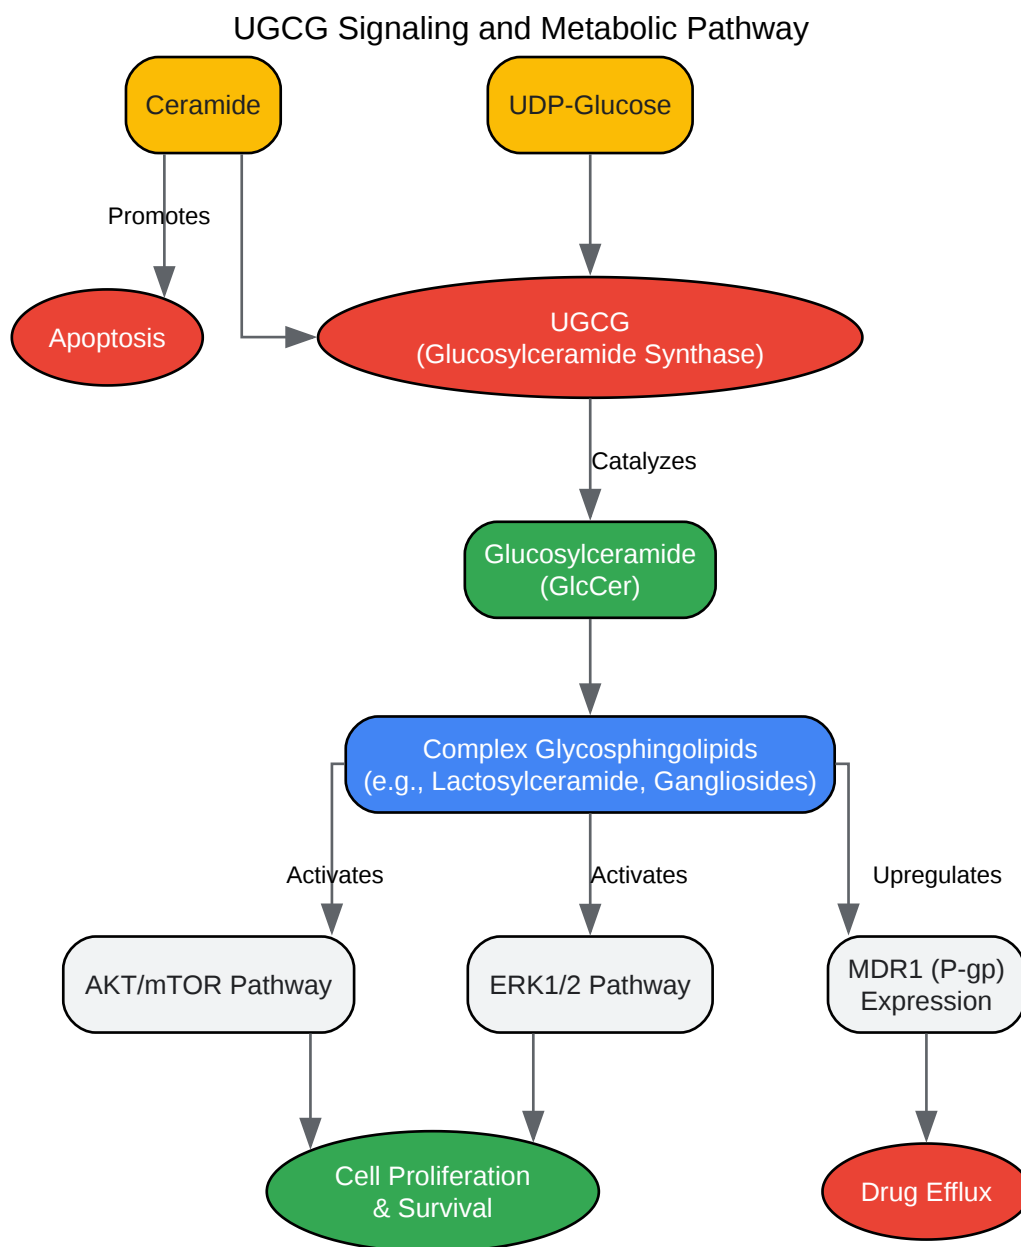 UGCG Signaling and Metabolic Pathway
Ceramide
UDP-Glucose
Promotes
Apoptosis
UGCG
(Glucosylceramide Synthase)
Catalyzes
Glucosylceramide
(GlcCer)
Complex Glycosphingolipids
(e.g., Lactosylceramide, Gangliosides)
Activates
Activates
Upregulates
AKT/mTOR Pathway
ERK1/2 Pathway
MDR1 (P-gp)
Expression
Cell Proliferation
& Survival
Drug Efflux